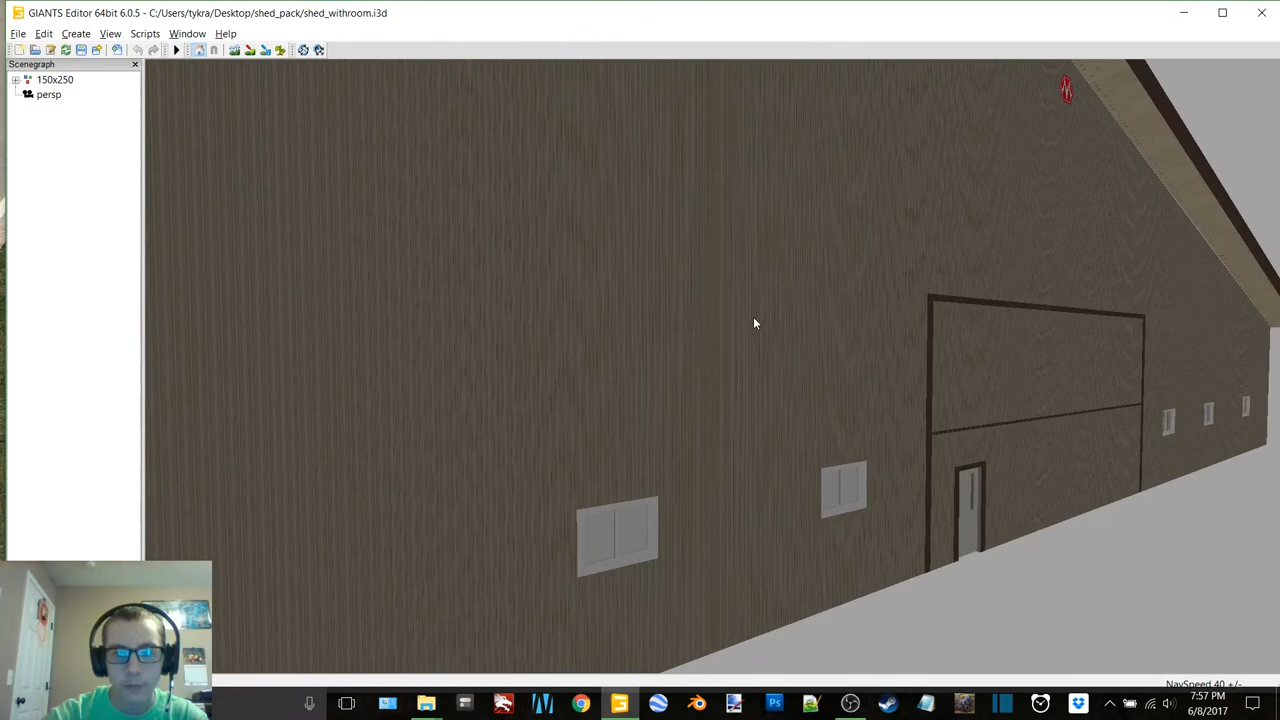 GIANTS Editor 64bit 6.0.5 - C:/Users/tykra/Desktop/shed_pack/shed_withroom.i3d
File Edit Create View Scripts Window Help
Scenegraph
150x250
persp
NavSpeed 40 +/-
Ps
7:57 PM
6/8/2017